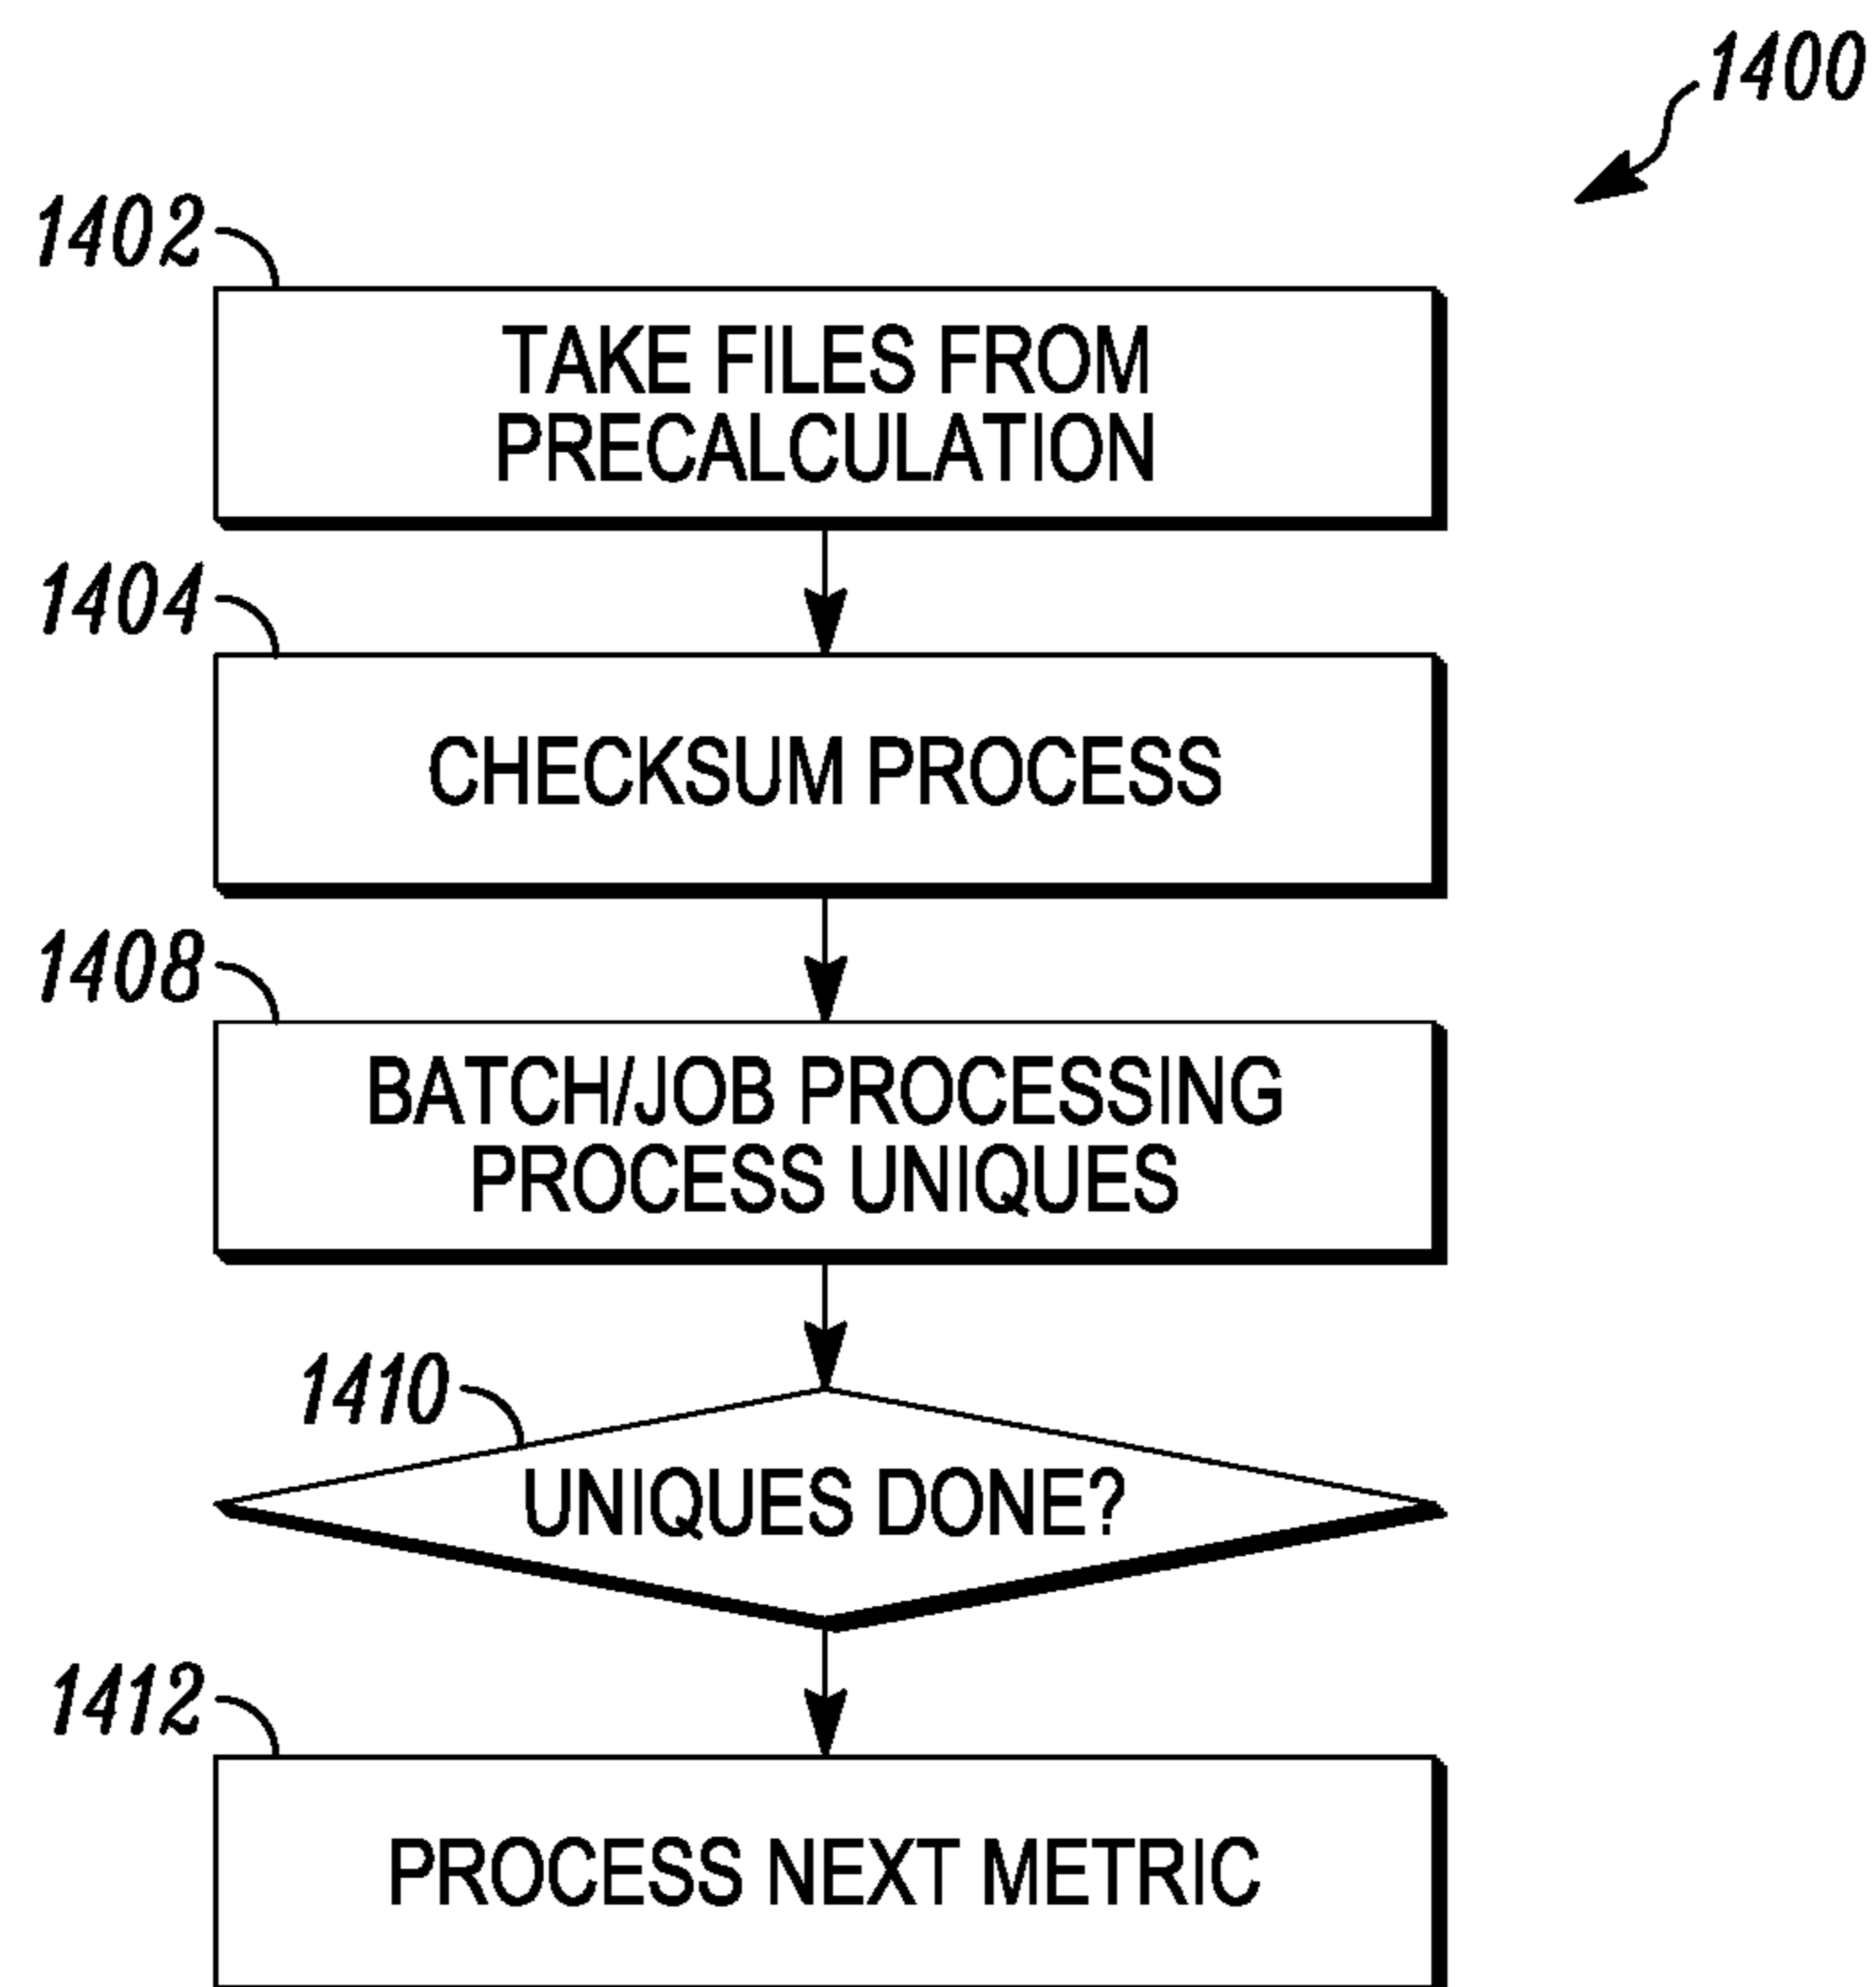 1400
1402
TAKE FILES FROM
PRECALCULATION
1404
CHECKSUM PROCESS
1408
BATCH/JOB PROCESSING
PROCESS UNIQUES
1410
UNIQUES DONE?
1412
PROCESS NEXT METRIC